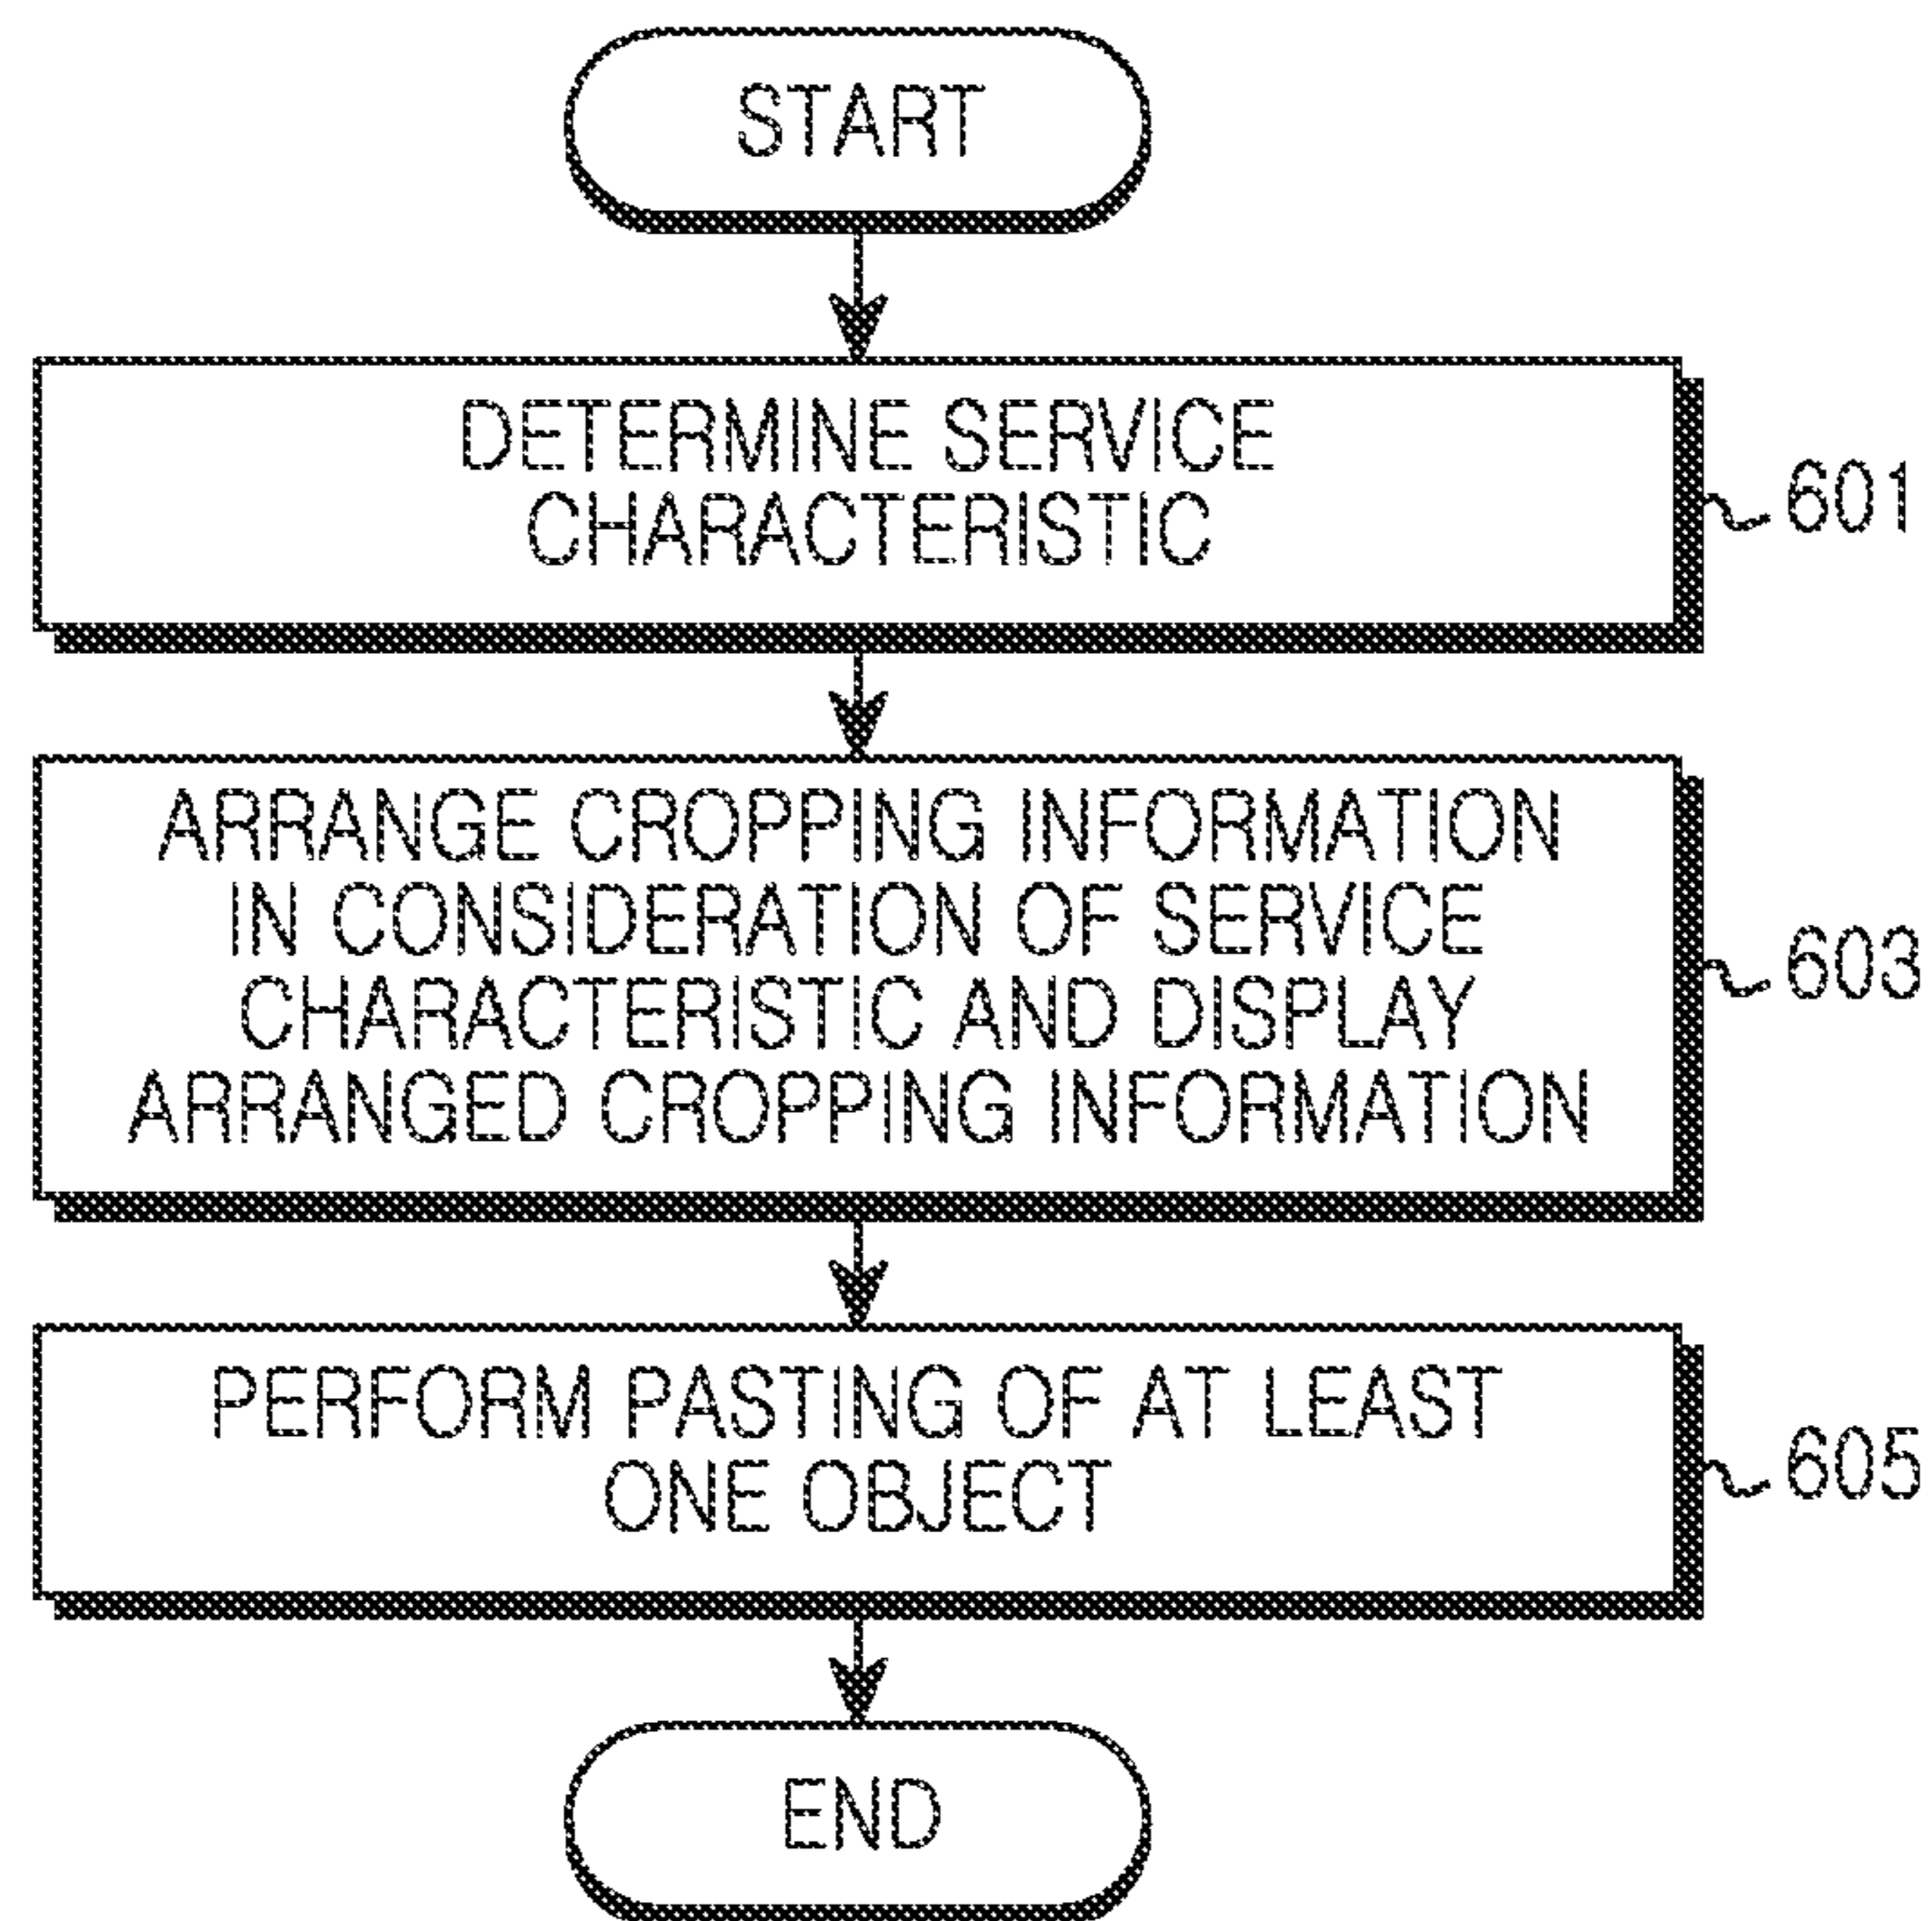 START
DETERMINE SERVICE
CHARACTERISTIC
601
ARRANGE CROPPING INFORMATION
IN CONSIDERATION OF SERVICE
CHARACTERISTIC AND DISPLAY
ARRANGED CROPPING INFORMATION
603
PERFORM PASTING OF AT LEAST
ONE OBJECT
605
END